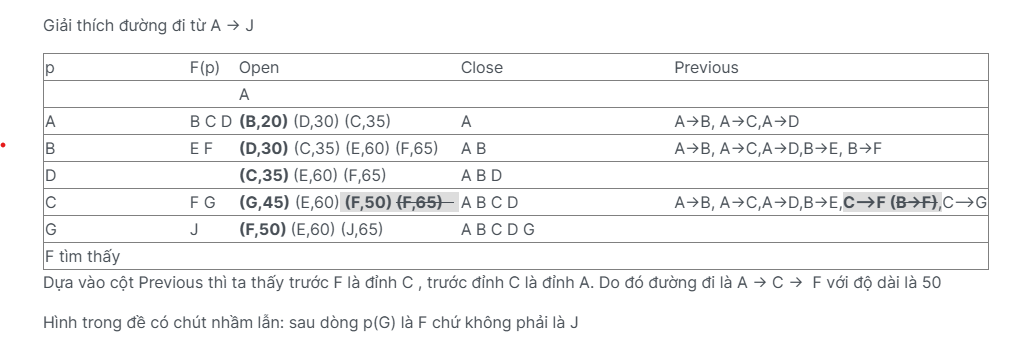 Giải thích đường đi từ A → J
p F(p) Open Close Previous
A
A B C D (B,20) (D,30) (C,35) A A→B, A→C,A→D
B E F (D,30) (C,35) (E,60) (F,65) A B A→B, A→C,A→D,B→E, B→F
D (C,35) (E,60) (F,65) A B D
C F G (G,45) (E,60) (F,50) (F,65) A B C D A→B, A→C,A→D,B→E,C→F (B→F),C→G
G J (F,50) (E,60) (J,65) A B C D G
F tìm thấy
Dựa vào cột Previous thì ta thấy trước F là đỉnh C , trước đỉnh C là đỉnh A. Do đó đường đi là A → C → F với độ dài là 50
Hình trong đề có chút nhầm lẫn: sau dòng p(G) là F chứ không phải là J